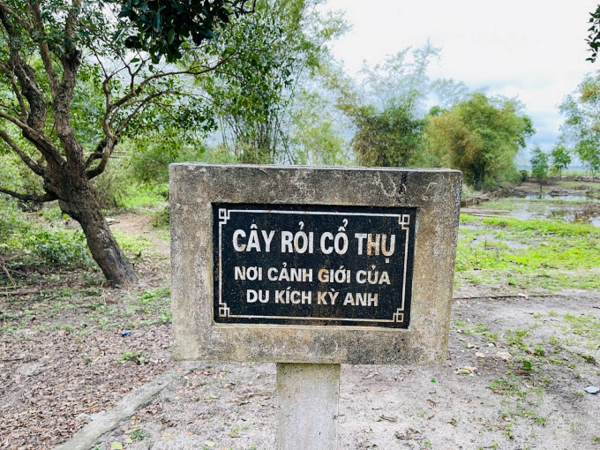 CÂY RỎI CỔ THỤ
NƠI CẢNH GIỚI CỦA
DU KÍCH KỲ ANH